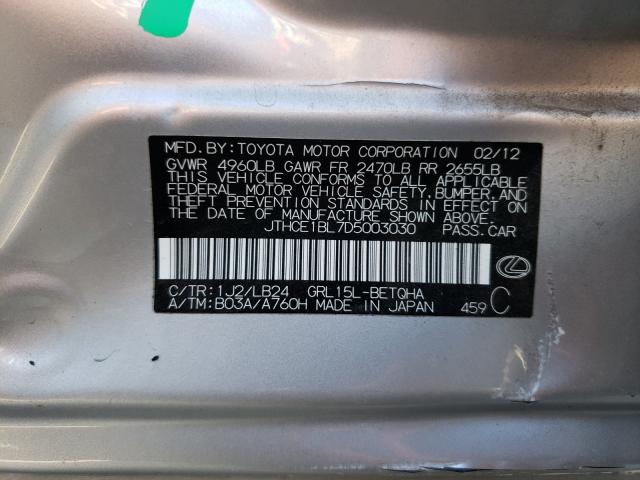 MFD. BY: TOYOTA MOTOR CORPORATION 02/12
GVWR 4960LB GAWR FR 2470LB RR 2655LB
THIS VEHICLE CONFORMS TO ALL APPLICABLE
FEDERAL MOTOR VEHICLE SAFETY,BUMPER,AND
THEFT PREVENTION STANDARDS IN EFFECT ON
THE DATE OF MANUFACTURE SHOWN ABOVE.
JTHCE1BL7D5003030 PASS.CAR
C/TR:1J2/LB24 GRL15L-BETQHA
A/TM:B03A/A760H MADE IN JAPAN 459 C